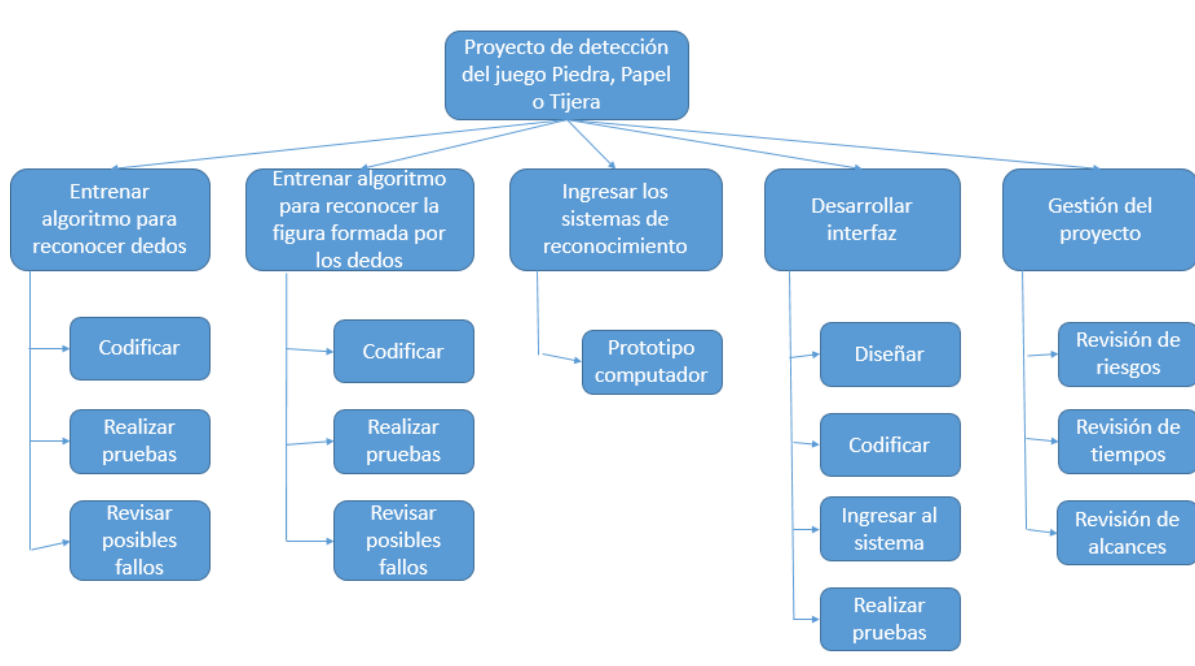 Proyecto de detección
del juego Piedra, Papel
o Tijera
Entrenar
algoritmo para
reconocer dedos
Entrenar algoritmo
para reconocer la
figura formada por
los dedos
Ingresar los
sistemas de
reconocimiento
Desarrollar
interfaz
Gestión del
proyecto
Codificar
Realizar
pruebas
Revisar
posibles
fallos
Codificar
Realizar
pruebas
Revisar
posibles
fallos
Prototipo
computador
Diseñar
Codificar
Ingresar al
sistema
Realizar
pruebas
Revisión de
riesgos
Revisión de
tiempos
Revisión de
alcances